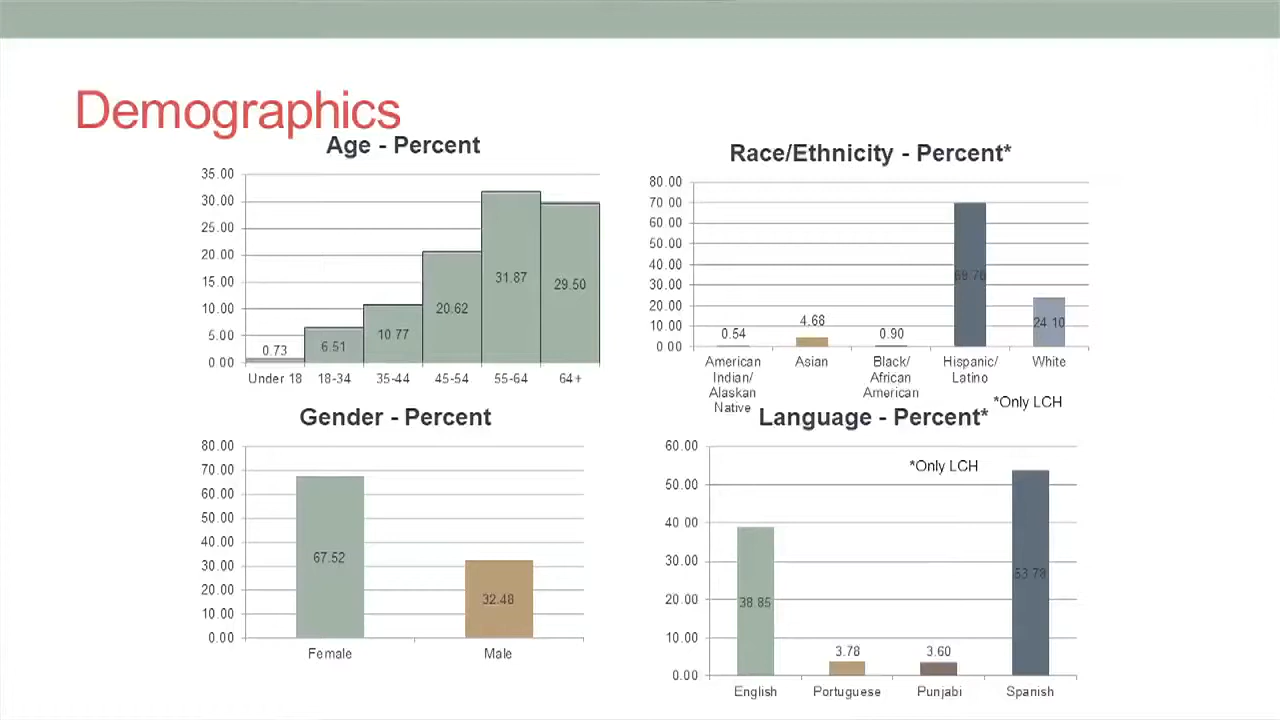 Demographics
Age - Percent
35.00
30.00
25.00
20.00
15.00
10.00
5.00
0.00
0.73
6.51
10.77
20.62
31.87
29.50
Under 18
18-34
35-44
45-54
55-64
64+
Race/Ethnicity - Percent*
80.00
70.00
60.00
50.00
40.00
30.00
20.00
10.00
0.00
0.54
4.68
0.90
24.10
American
Indian/
Alaskan
Native
Asian
Black/
African
American
Hispanic/
Latino
White
*Only LCH
Gender - Percent
80.00
70.00
60.00
50.00
40.00
30.00
20.00
10.00
0.00
67.52
32.48
Female
Male
Language - Percent*
*Only LCH
60.00
50.00
40.00
30.00
20.00
10.00
0.00
38.85
3.78
3.60
53.78
English
Portuguese
Punjabi
Spanish